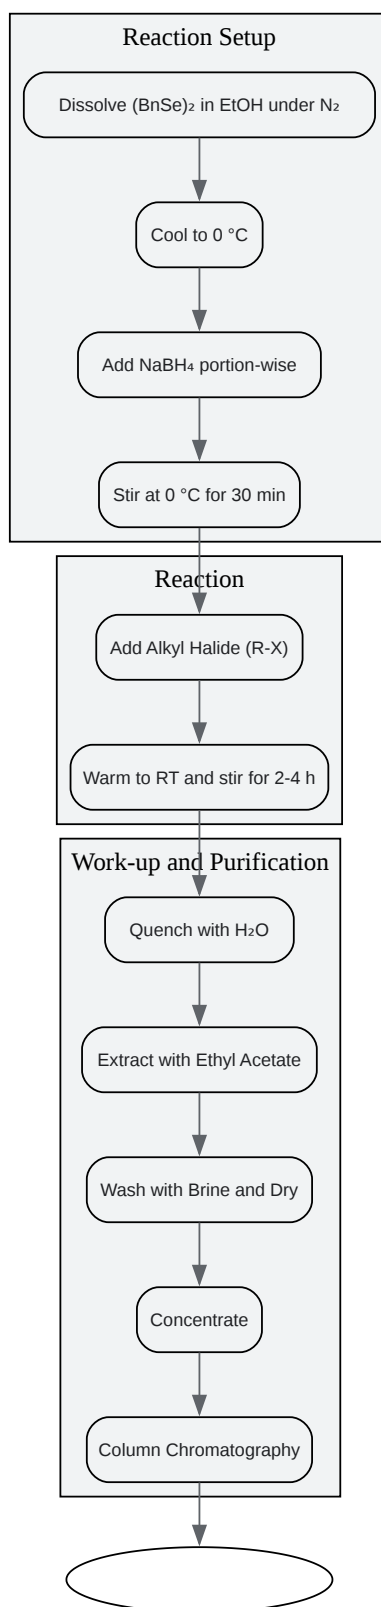 Reaction Setup
Dissolve (BnSe)₂ in EtOH under N₂
Cool to 0 °C
Add NaBH₄ portion-wise
Stir at 0 °C for 30 min
Reaction
Add Alkyl Halide (R-X)
Warm to RT and stir for 2-4 h
Work-up and Purification
Quench with H₂O
Extract with Ethyl Acetate
Wash with Brine and Dry
Concentrate
Column Chromatography